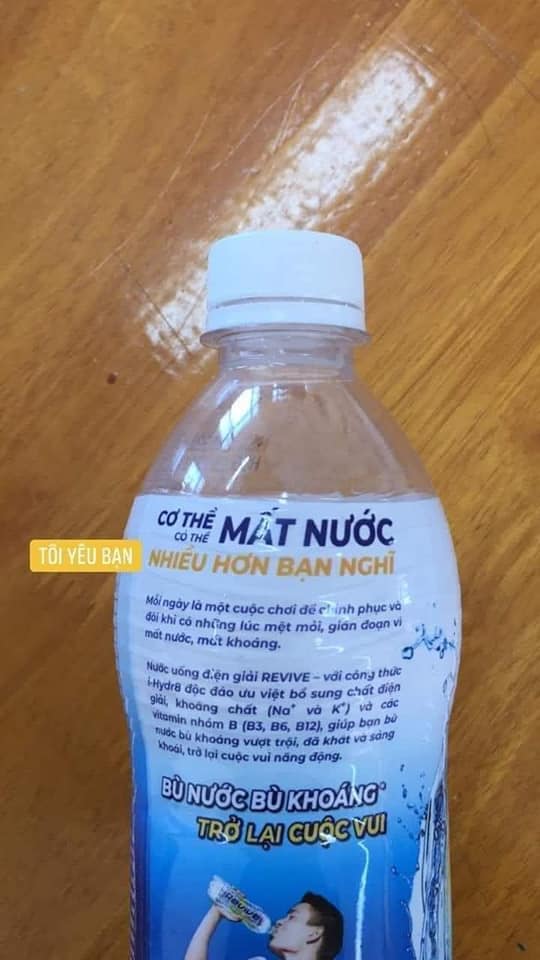 CƠ THỂ
CÓ THỂ
MẤT NƯỚC
TÔI YÊU BẠN
NHIỀU HƠN BẠN NGHĨ
Mỗi ngày là một cuộc chơi để chinh phục và
đôi khi có những lúc mệt mỏi, gián đoạn vì
mất nước, mất khoáng.
Nước uống điện giải REVIVE – với công thức
i-Hydr8 độc đáo ưu việt bổ sung chất điện
giải, khoáng chất (Na⁺ và K⁺) và các
vitamin nhóm B (B3, B6, B12), giúp bạn bù
nước bù khoáng vượt trội, đã khát và sảng
khoái, trở lại cuộc vui năng động.
BÙ NƯỚC BÙ KHOÁNG*
TRỞ LẠI CUỘC VUI
REVIVE